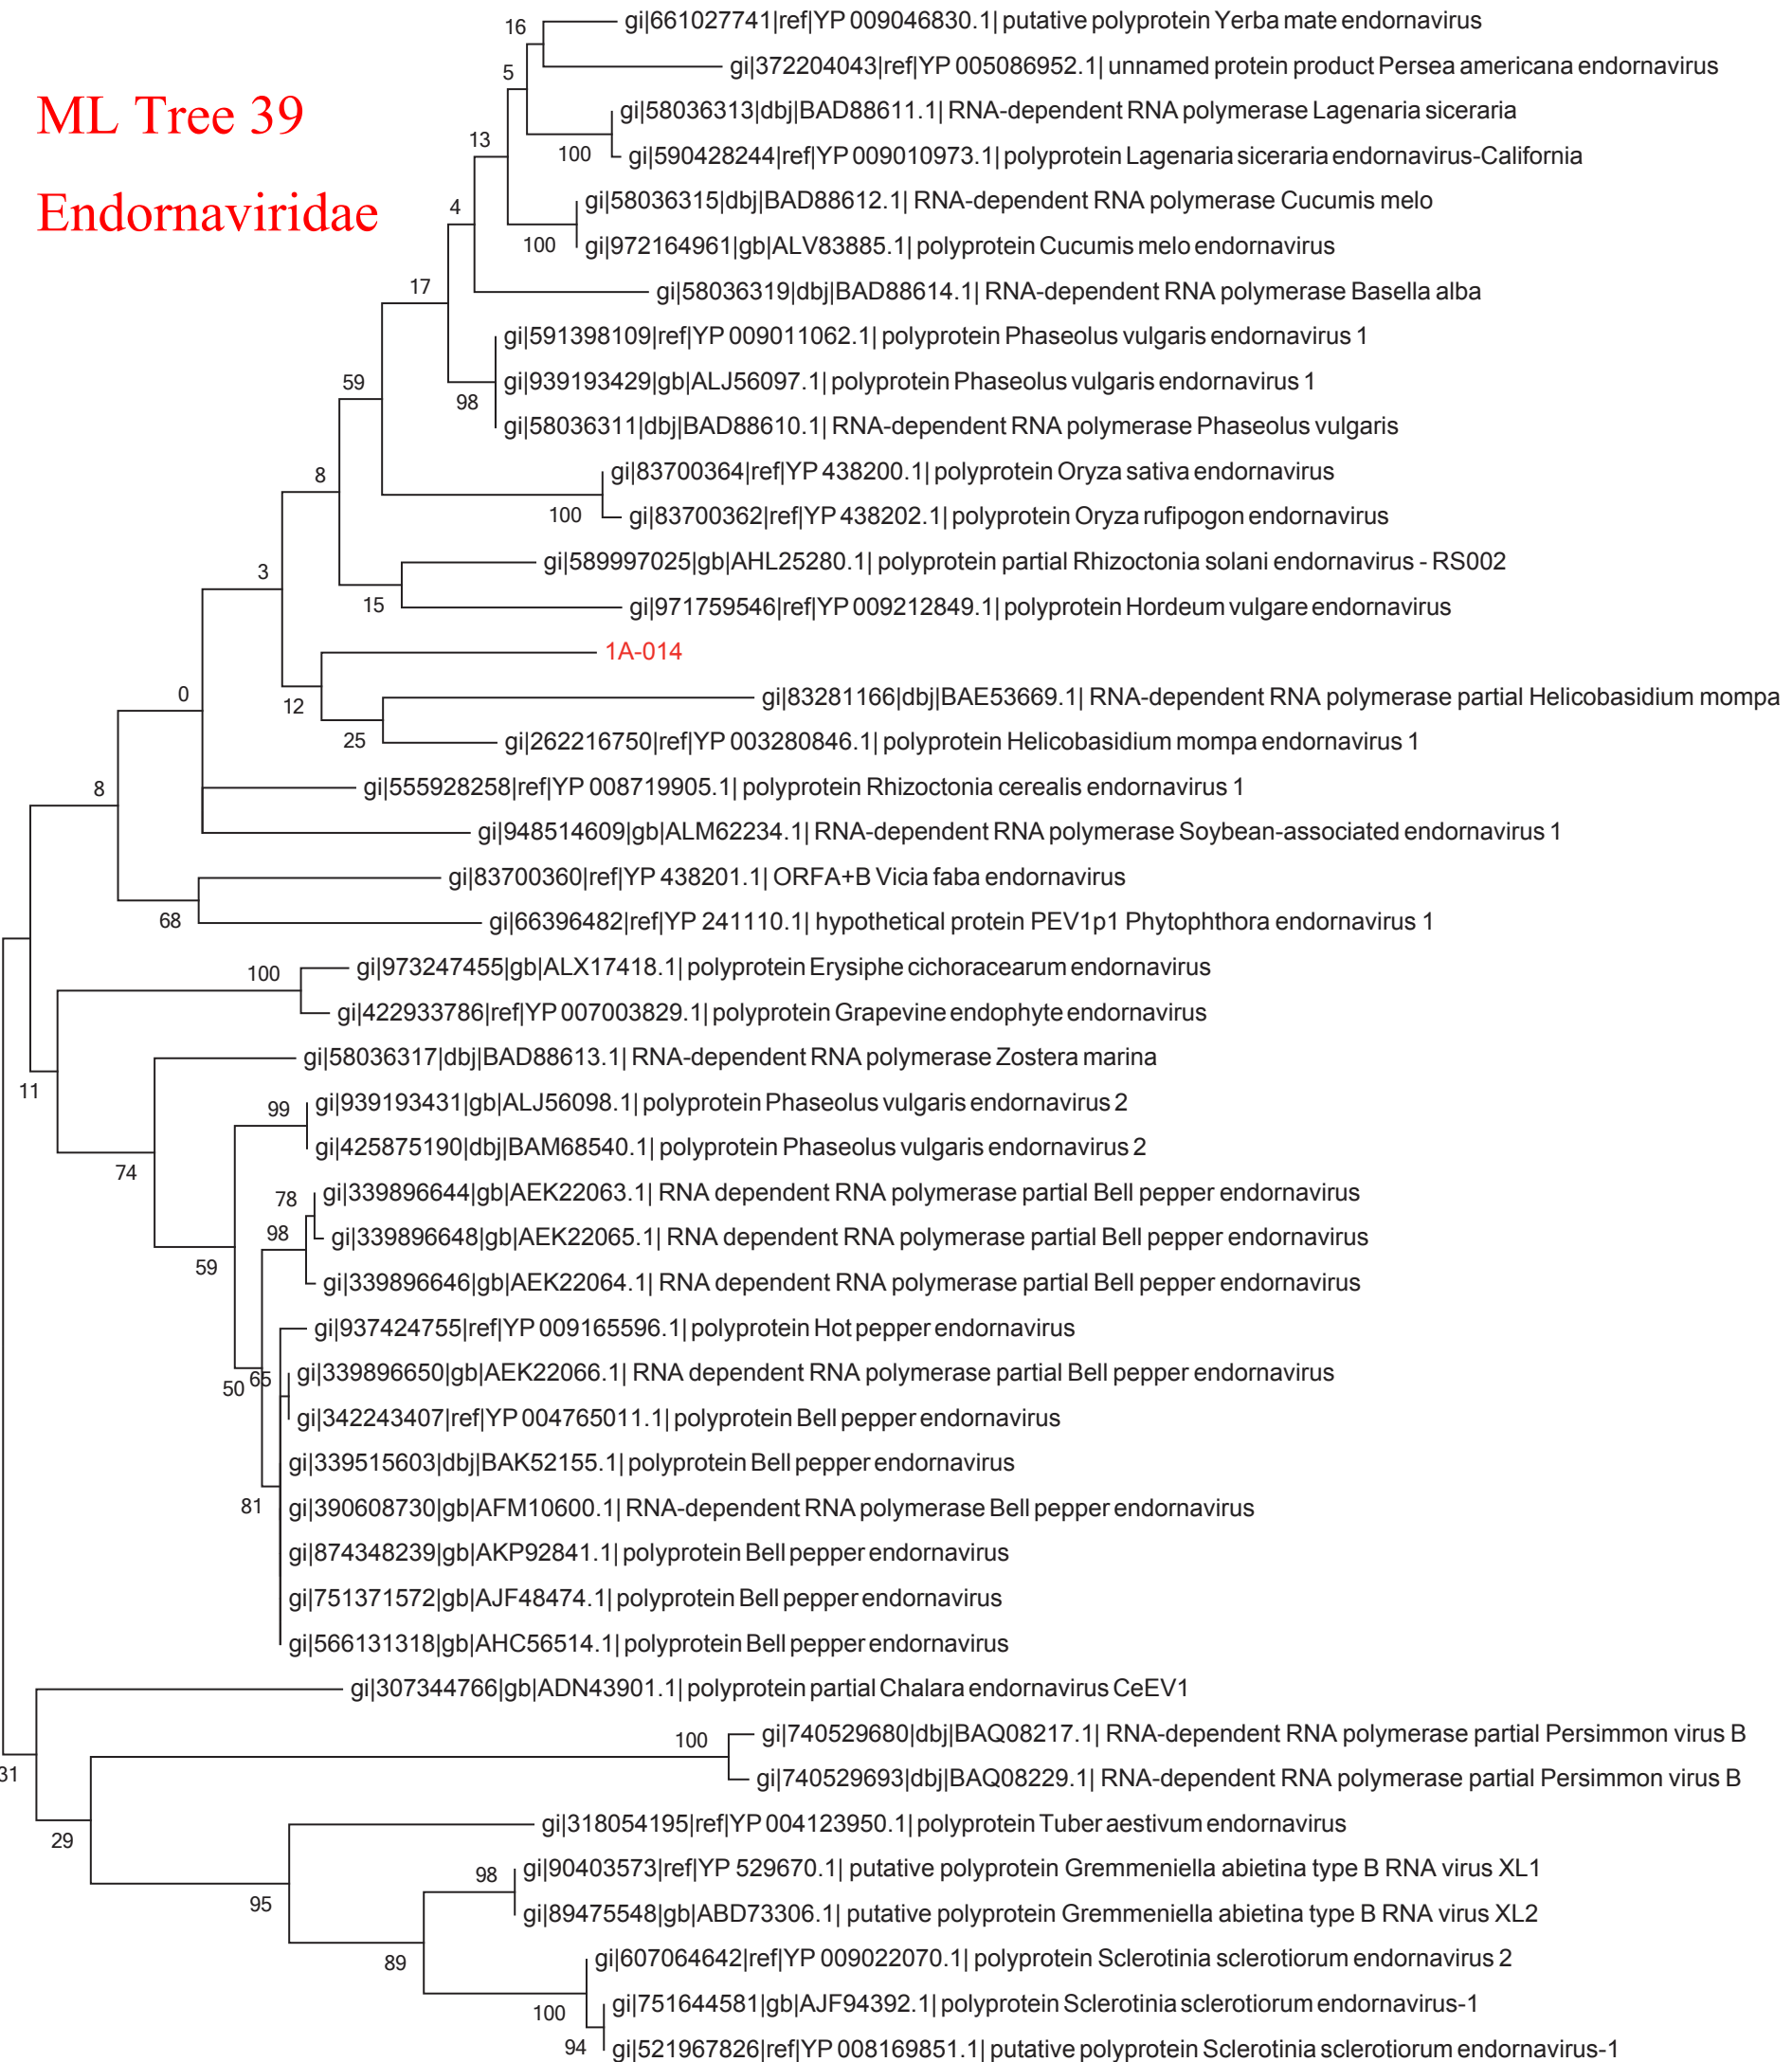 ML Tree 39
Endornaviridae
16
gi|661027741|ref|YP 009046830.1| putative polyprotein Yerba mate endornavirus
gi|372204043|ref|YP 005086952.1| unnamed protein product Persea americana endornavirus
5
gi|58036313|dbj|BAD88611.1| RNA-dependent RNA polymerase Lagenaria siceraria
13
100
gi|590428244|ref|YP 009010973.1| polyprotein Lagenaria siceraria endornavirus-California
gi|58036315|dbj|BAD88612.1| RNA-dependent RNA polymerase Cucumis melo
4
100
gi|972164961|gb|ALV83885.1| polyprotein Cucumis melo endornavirus
17
gi|58036319|dbj|BAD88614.1| RNA-dependent RNA polymerase Basella alba
gi|591398109|ref|YP 009011062.1| polyprotein Phaseolus vulgaris endornavirus 1
59
gi|939193429|gb|ALJ56097.1| polyprotein Phaseolus vulgaris endornavirus 1
98
gi|58036311|dbj|BAD88610.1| RNA-dependent RNA polymerase Phaseolus vulgaris
8
gi|83700364|ref|YP 438200.1| polyprotein Oryza sativa endornavirus
100
gi|83700362|ref|YP 438202.1| polyprotein Oryza rufipogon endornavirus
3
gi|589997025|gb|AHL25280.1| polyprotein partial Rhizoctonia solani endornavirus - RS002
15
gi|971759546|ref|YP 009212849.1| polyprotein Hordeum vulgare endornavirus
1A-014
0
12
gi|83281166|dbj|BAE53669.1| RNA-dependent RNA polymerase partial Helicobasidium mompa
25
gi|262216750|ref|YP 003280846.1| polyprotein Helicobasidium mompa endornavirus 1
8
gi|555928258|ref|YP 008719905.1| polyprotein Rhizoctonia cerealis endornavirus 1
gi|948514609|gb|ALM62234.1| RNA-dependent RNA polymerase Soybean-associated endornavirus 1
gi|83700360|ref|YP 438201.1| ORFA+B Vicia faba endornavirus
68
gi|66396482|ref|YP 241110.1| hypothetical protein PEV1p1 Phytophthora endornavirus 1
100
gi|973247455|gb|ALX17418.1| polyprotein Erysiphe cichoracearum endornavirus
gi|422933786|ref|YP 007003829.1| polyprotein Grapevine endophyte endornavirus
11
gi|58036317|dbj|BAD88613.1| RNA-dependent RNA polymerase Zostera marina
99
gi|939193431|gb|ALJ56098.1| polyprotein Phaseolus vulgaris endornavirus 2
74
gi|425875190|dbj|BAM68540.1| polyprotein Phaseolus vulgaris endornavirus 2
78
gi|339896644|gb|AEK22063.1| RNA dependent RNA polymerase partial Bell pepper endornavirus
98
gi|339896648|gb|AEK22065.1| RNA dependent RNA polymerase partial Bell pepper endornavirus
59
gi|339896646|gb|AEK22064.1| RNA dependent RNA polymerase partial Bell pepper endornavirus
gi|937424755|ref|YP 009165596.1| polyprotein Hot pepper endornavirus
50
65
gi|339896650|gb|AEK22066.1| RNA dependent RNA polymerase partial Bell pepper endornavirus
gi|342243407|ref|YP 004765011.1| polyprotein Bell pepper endornavirus
gi|339515603|dbj|BAK52155.1| polyprotein Bell pepper endornavirus
81
gi|390608730|gb|AFM10600.1| RNA-dependent RNA polymerase Bell pepper endornavirus
gi|874348239|gb|AKP92841.1| polyprotein Bell pepper endornavirus
gi|751371572|gb|AJF48474.1| polyprotein Bell pepper endornavirus
gi|566131318|gb|AHC56514.1| polyprotein Bell pepper endornavirus
gi|307344766|gb|ADN43901.1| polyprotein partial Chalara endornavirus CeEV1
31
100
gi|740529680|dbj|BAQ08217.1| RNA-dependent RNA polymerase partial Persimmon virus B
gi|740529693|dbj|BAQ08229.1| RNA-dependent RNA polymerase partial Persimmon virus B
29
gi|318054195|ref|YP 004123950.1| polyprotein Tuber aestivum endornavirus
98
gi|90403573|ref|YP 529670.1| putative polyprotein Gremmeniella abietina type B RNA virus XL1
95
gi|89475548|gb|ABD73306.1| putative polyprotein Gremmeniella abietina type B RNA virus XL2
89
gi|607064642|ref|YP 009022070.1| polyprotein Sclerotinia sclerotiorum endornavirus 2
100
gi|751644581|gb|AJF94392.1| polyprotein Sclerotinia sclerotiorum endornavirus-1
94
gi|521967826|ref|YP 008169851.1| putative polyprotein Sclerotinia sclerotiorum endornavirus-1